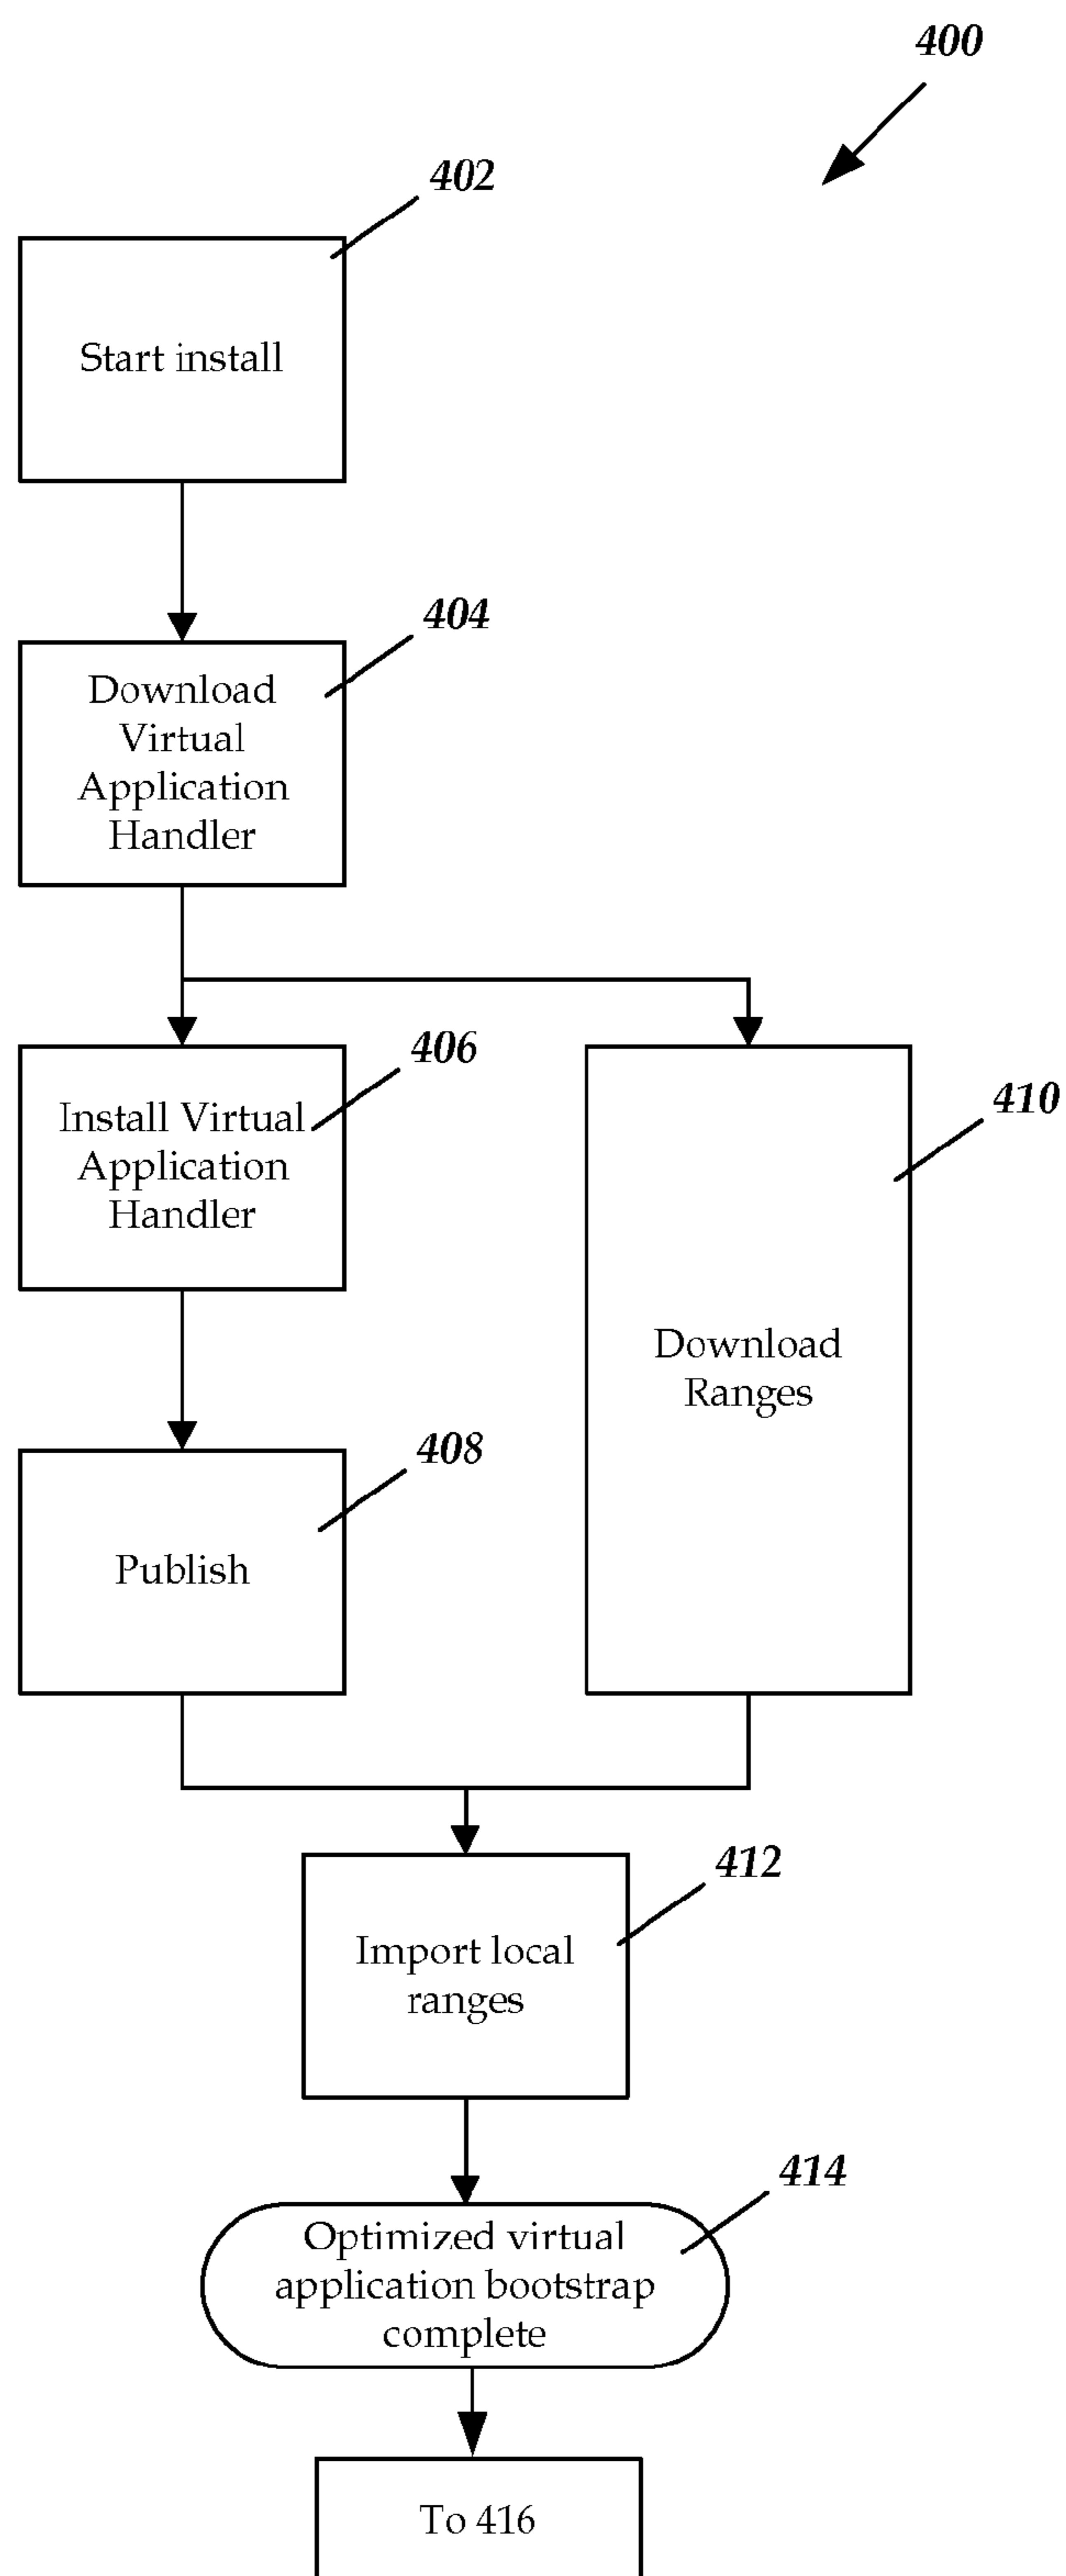 400
402
Start install
404
Download
Virtual
Application
Handler
406
Install Virtual
Application
Handler
410
Download
Ranges
408
Publish
412
Import local
ranges
414
Optimized virtual
application bootstrap
complete
To 416